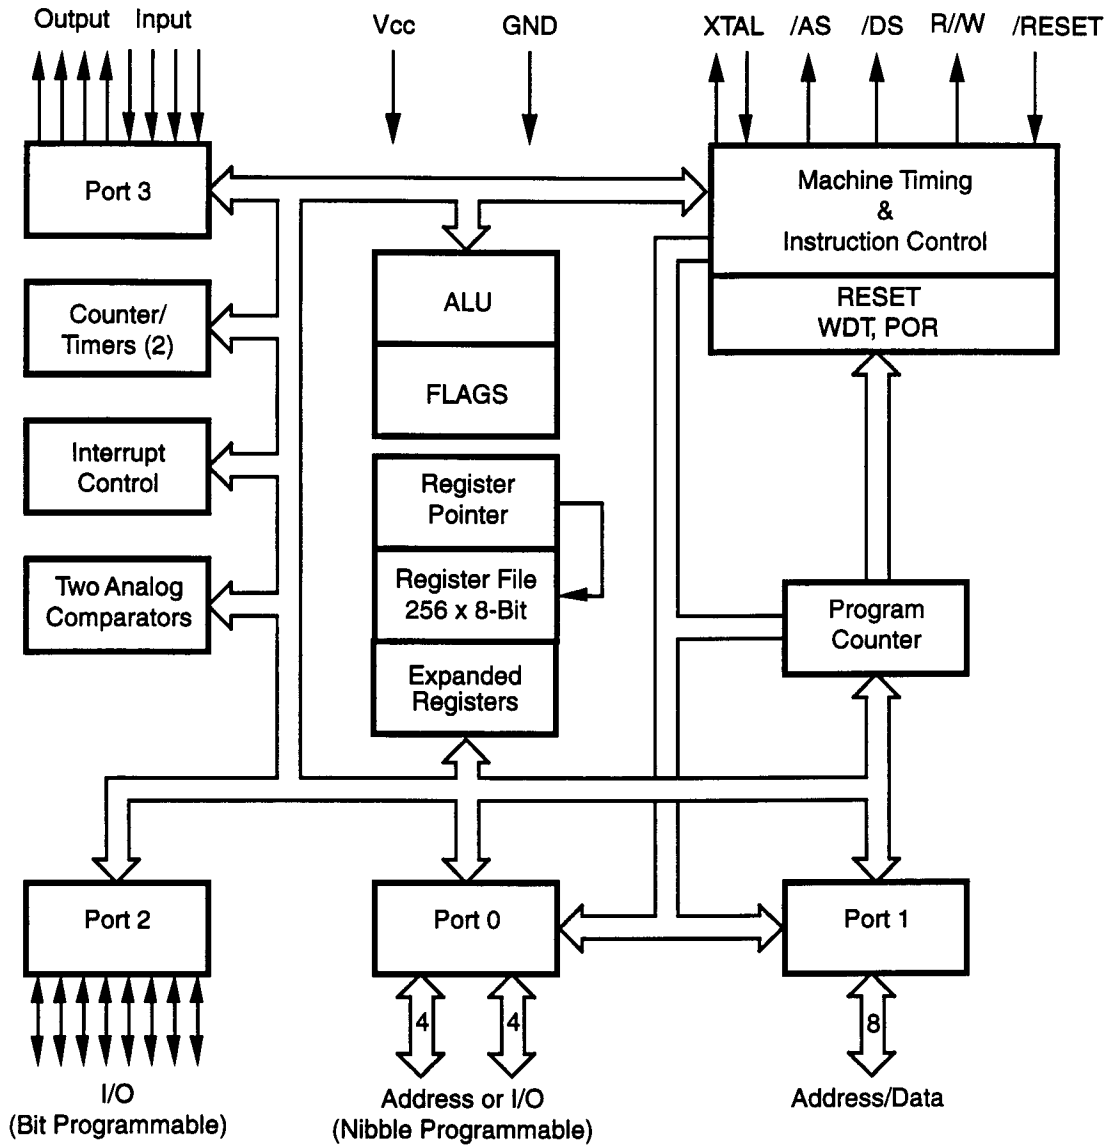 Output Input Vcc GND XTAL /AS /DS R//W /RESET
Port 3
Machine Timing
&
Instruction Control
RESET
WDT, POR
ALU
FLAGS
Counter/
Timers (2)
Interrupt
Control
Register
Pointer
Two Analog
Comparators
Register File
256 x 8-Bit
Program
Counter
Expanded
Registers
Port 2
Port 0
Port 1
4
4
8
I/O
(Bit Programmable)
Address or I/O
(Nibble Programmable)
Address/Data